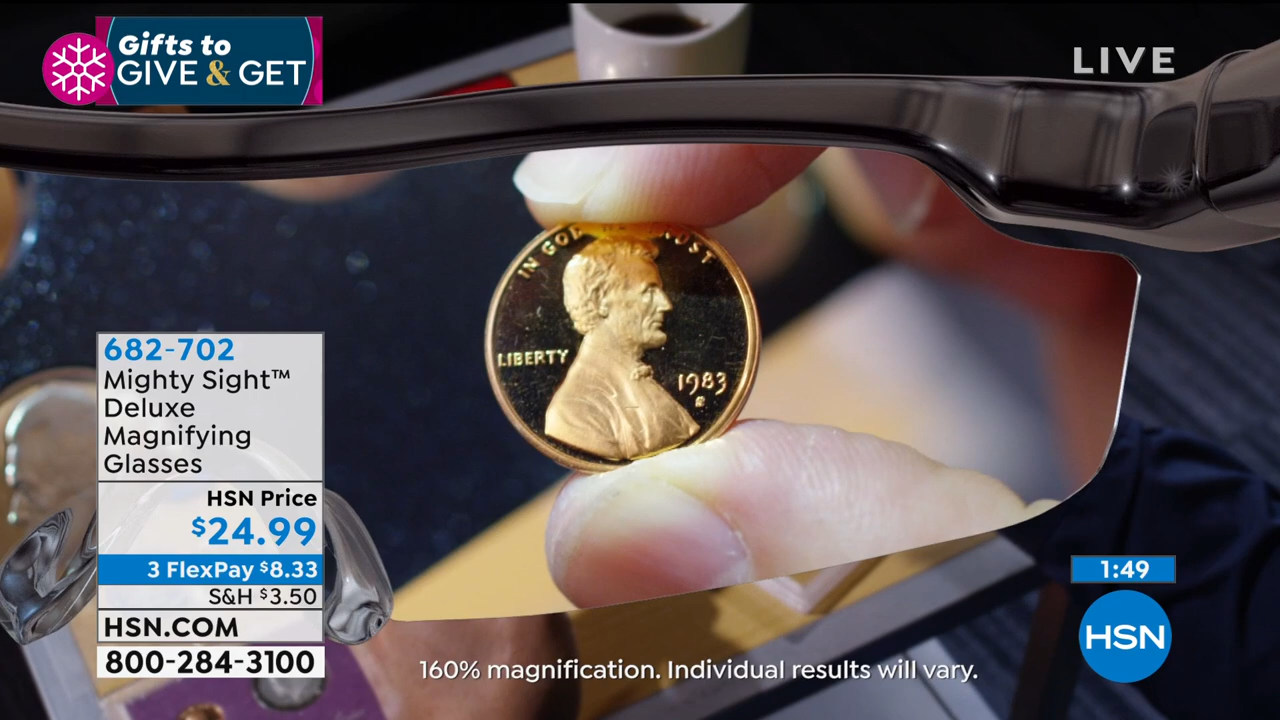 Gifts to
GIVE & GET
LIVE
IN GOD WE TRUST
LIBERTY
1983
S
682-702
Mighty Sight™
Deluxe
Magnifying
Glasses
HSN Price
$24.99
3 FlexPay $8.33
S&H $3.50
HSN.COM
800-284-3100
1:49
HSN
160% magnification. Individual results will vary.